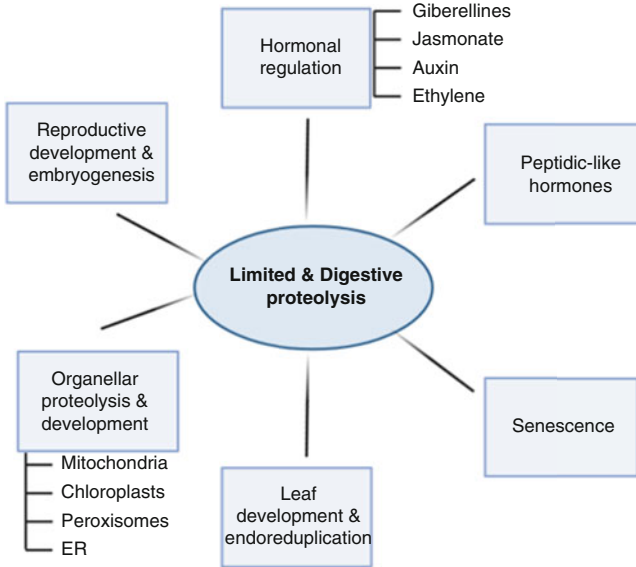 Hormonal
regulation
Giberellines
Jasmonate
Auxin
Ethylene
Reproductive
development &
embryogenesis
Peptidic-like
hormones
Limited & Digestive
proteolysis
Organellar
proteolysis &
development
Mitochondria
Chloroplasts
Peroxisomes
ER
Leaf
development &
endoreduplication
Senescence